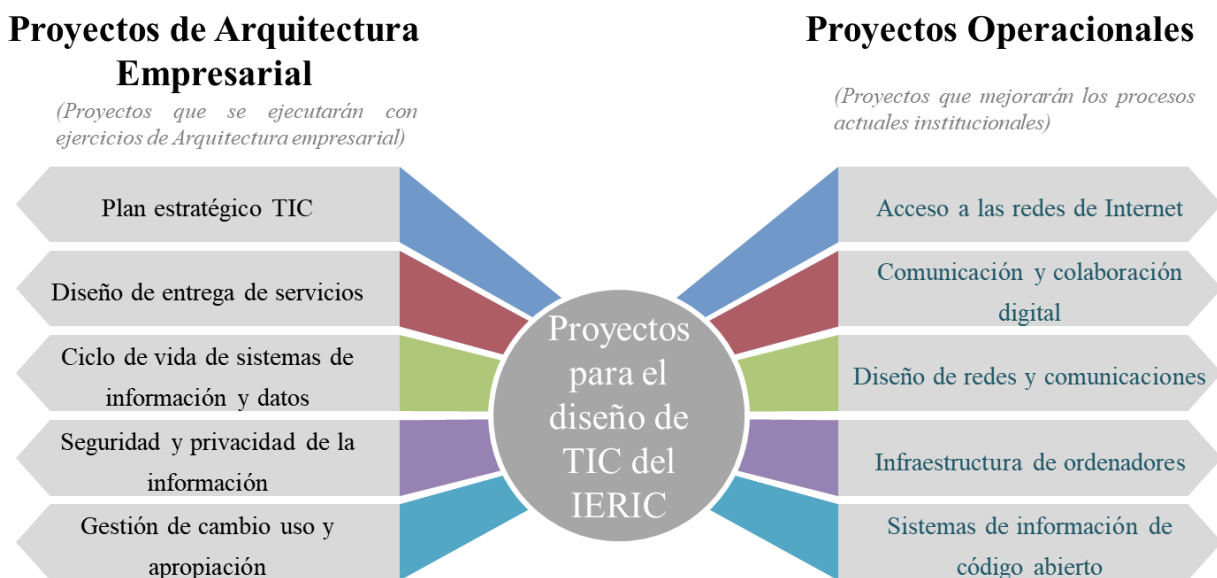 Proyectos de Arquitectura
Empresarial
(Proyectos que se ejecutarán con
ejercicios de Arquitectura empresarial)
Plan estratégico TIC
Diseño de entrega de servicios
Ciclo de vida de sistemas de
información y datos
Seguridad y privacidad de la
información
Gestión de cambio uso y
apropiación
Proyectos
para el
diseño de
TIC del
IERIC
Proyectos Operacionales
(Proyectos que mejorarán los procesos
actuales institucionales)
Acceso a las redes de Internet
Comunicación y colaboración
digital
Diseño de redes y comunicaciones
Infraestructura de ordenadores
Sistemas de información de
código abierto